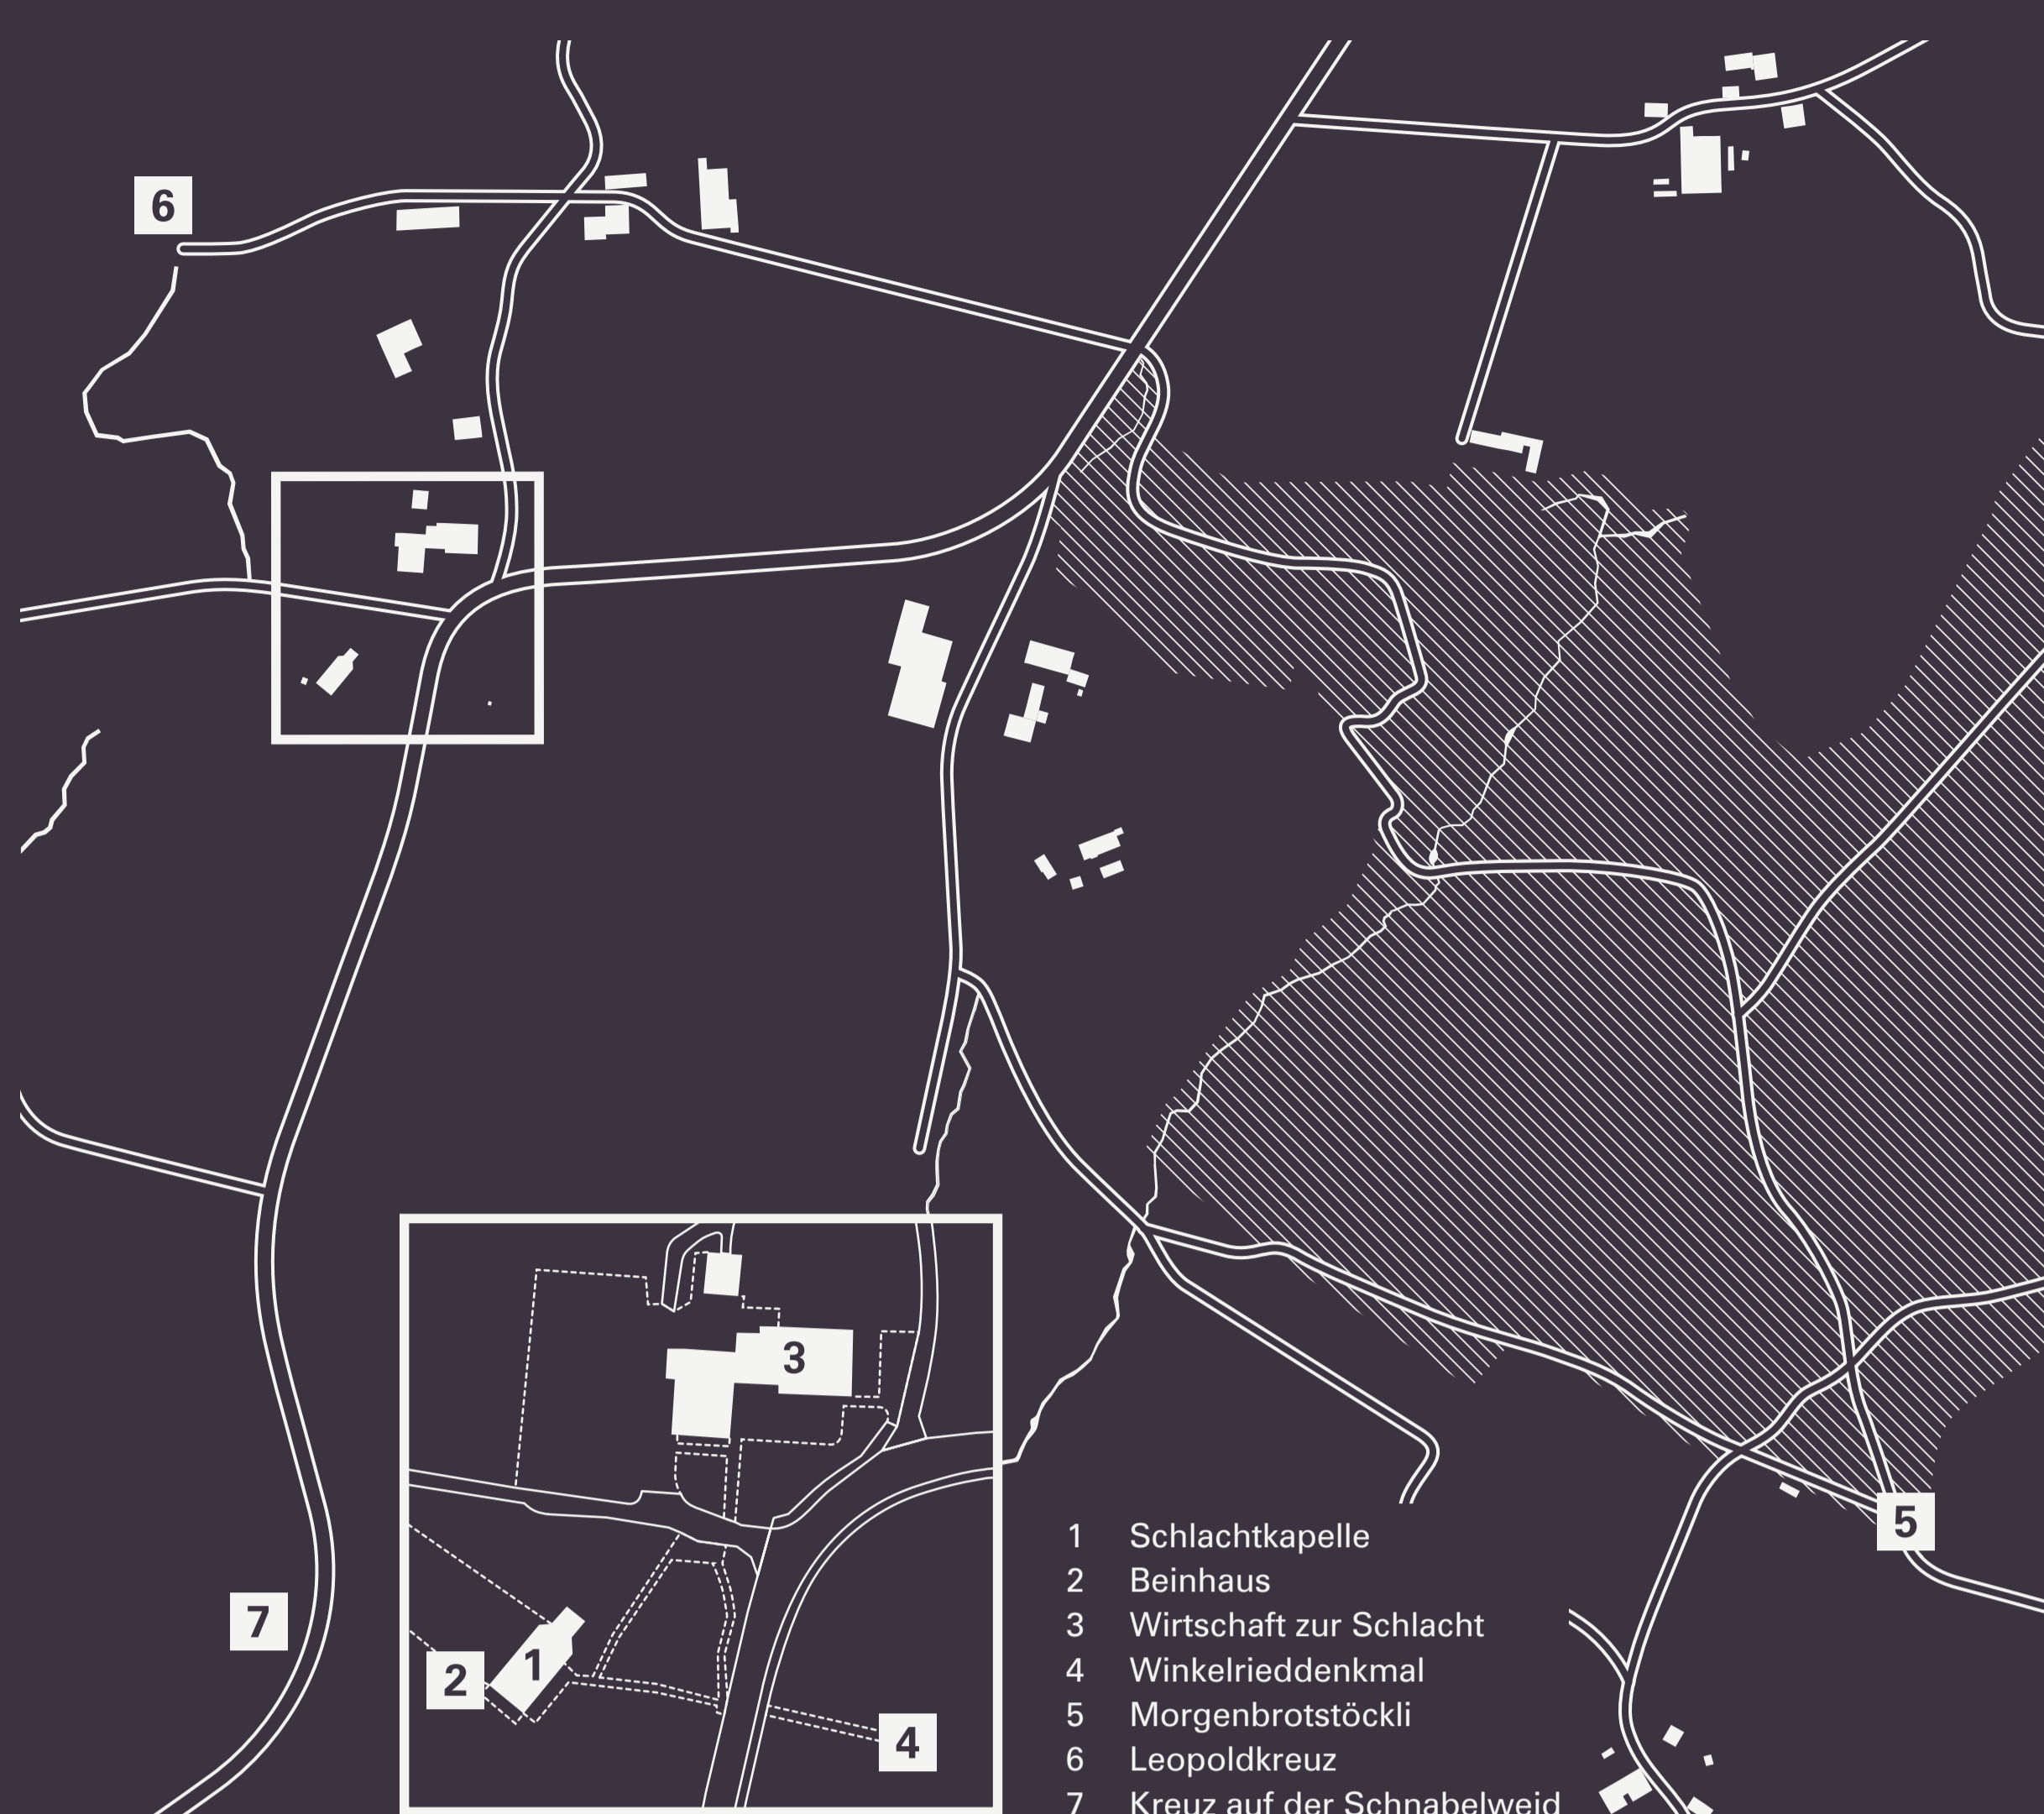 6
3
1
2
4
7
5
1 Schlachtkapelle
2 Beinhaus
3 Wirtschaft zur Schlacht
4 Winkelrieddenkmal
5 Morgenbrotstöckli
6 Leopoldkreuz
7 Kreuz auf der Schnabelweid